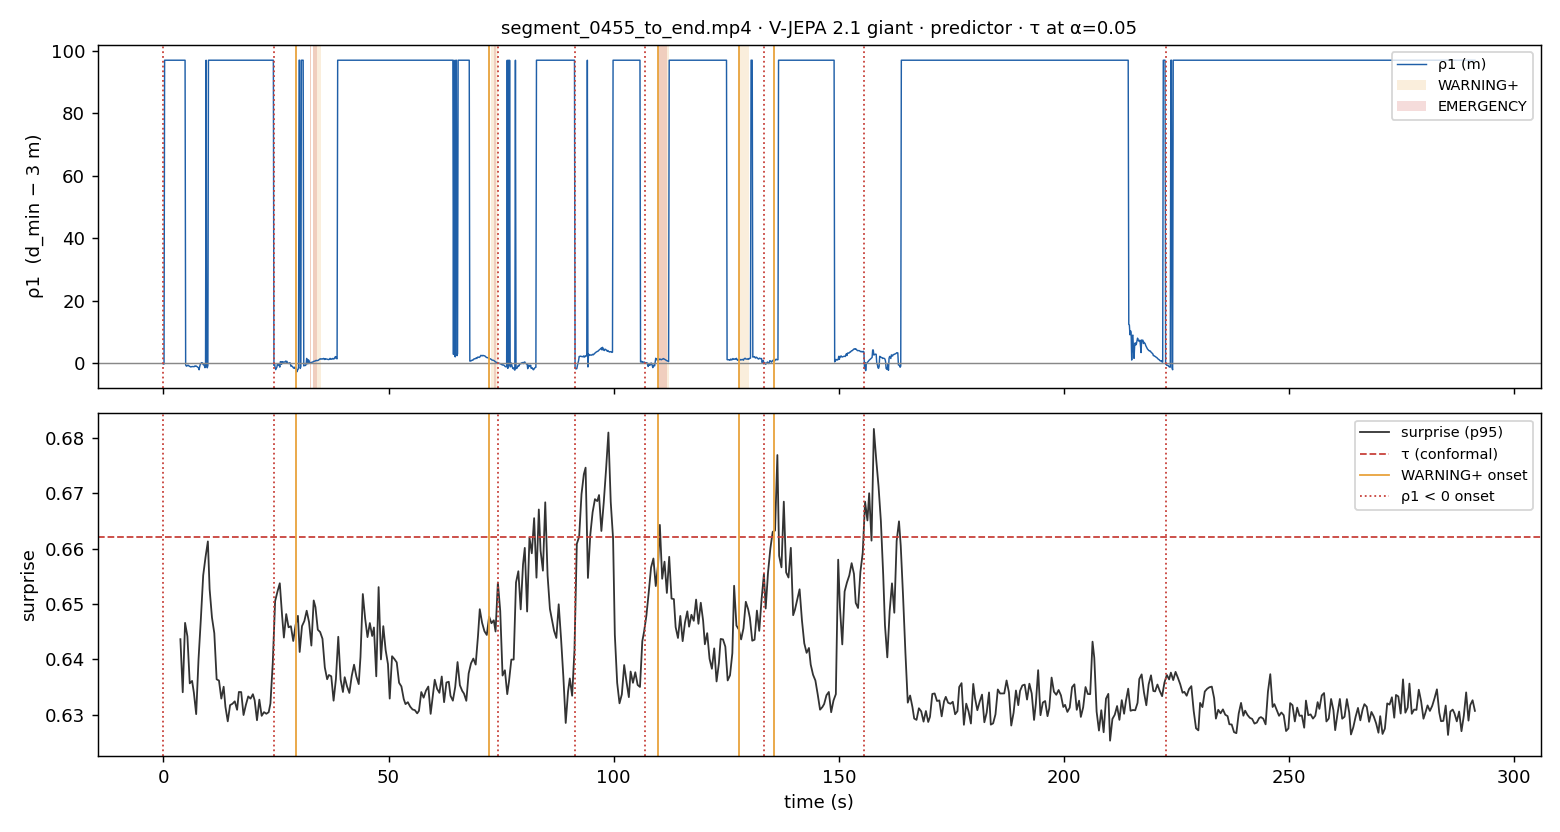 segment_0455_to_end.mp4 · V-JEPA 2.1 giant · predictor · τ at α=0.05
ρ1 (d_min − 3 m)
100
80
60
40
20
0
ρ1 (m)
WARNING+
EMERGENCY
surprise
0.68
0.67
0.66
0.65
0.64
0.63
surprise (p95)
τ (conformal)
WARNING+ onset
ρ1 < 0 onset
0 50 100 150 200 250 300
time (s)